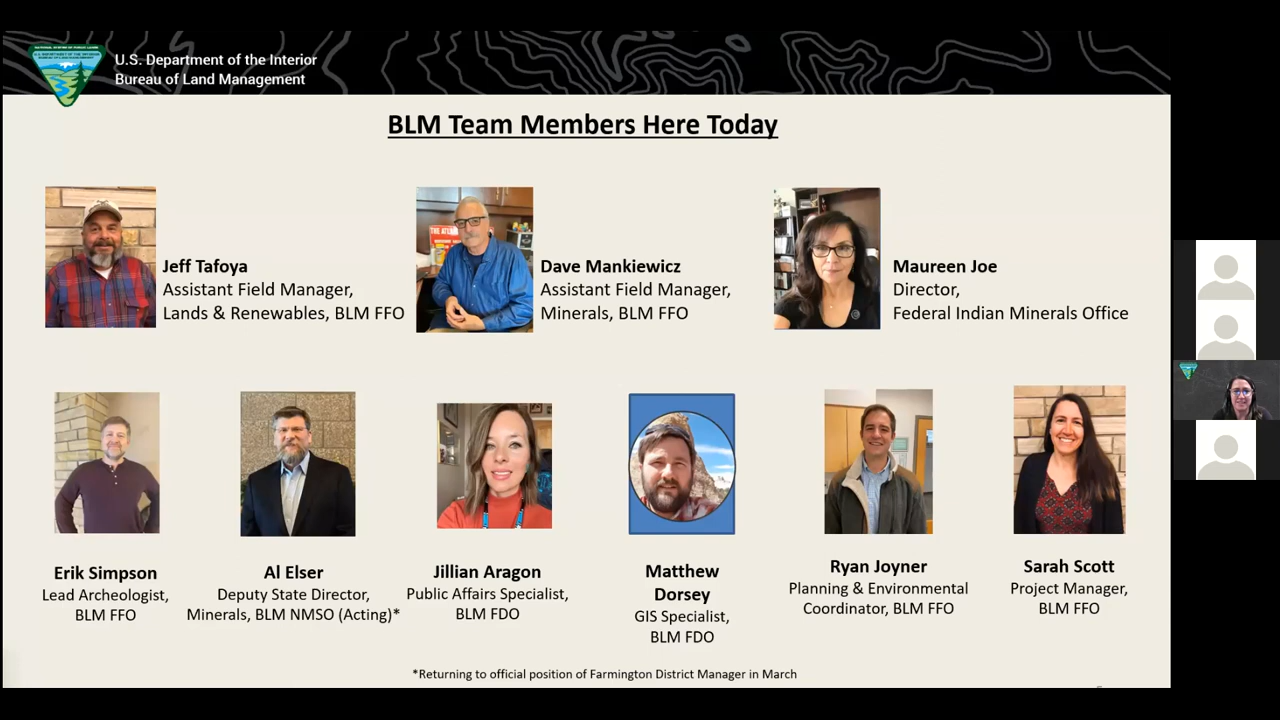 U.S. Department of the Interior
Bureau of Land Management
BLM Team Members Here Today
Jeff Tafoya
Assistant Field Manager,
Lands & Renewables, BLM FFO
Dave Mankiewicz
Assistant Field Manager,
Minerals, BLM FFO
Maureen Joe
Director,
Federal Indian Minerals Office
Erik Simpson
Lead Archeologist,
BLM FFO
Al Elser
Deputy State Director,
Minerals, BLM NMSO (Acting)*
Jillian Aragon
Public Affairs Specialist,
BLM FDO
Matthew
Dorsey
GIS Specialist,
BLM FDO
Ryan Joyner
Planning & Environmental
Coordinator, BLM FFO
Sarah Scott
Project Manager,
BLM FFO
*Returning to official position of Farmington District Manager in March